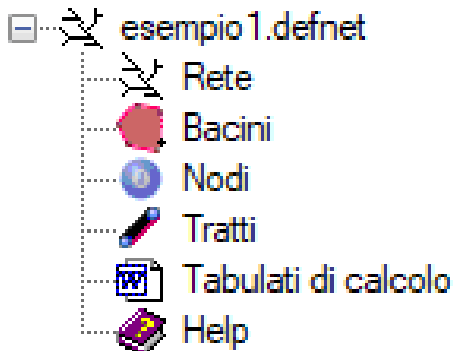 esempio1.defnet
Rete
Bacini
Nodi
Tratti
Tabulati di calcolo
Help